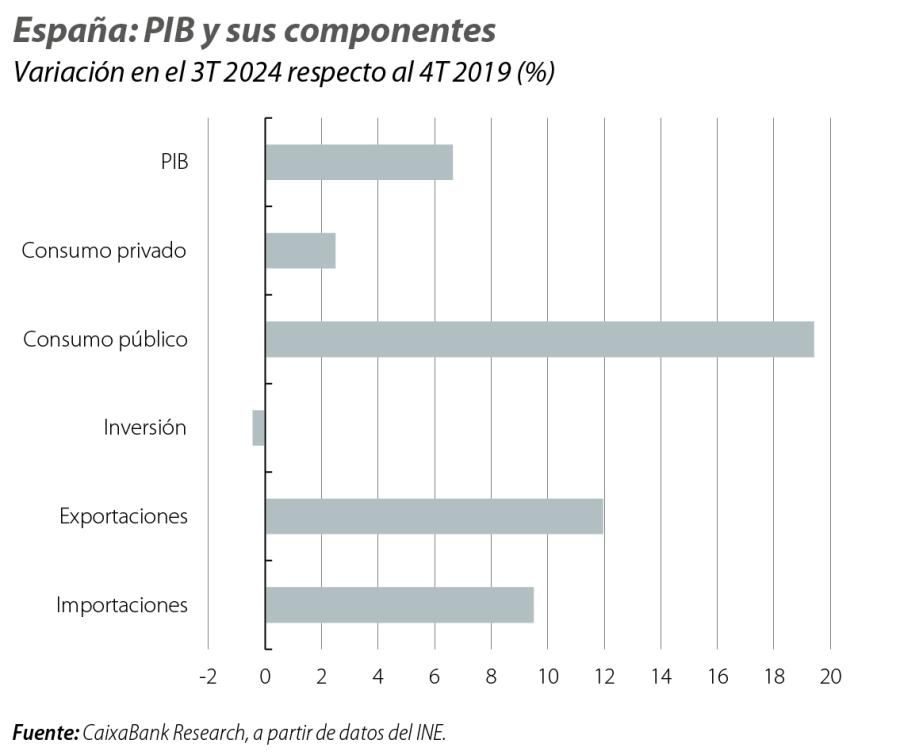 España: PIB y sus componentes
Variación en el 3T 2024 respecto al 4T 2019 (%)
PIB
Consumo privado
Consumo público
Inversión
Exportaciones
Importaciones
-2 0 2 4 6 8 10 12 14 16 18 20
Fuente: CaixaBank Research, a partir de datos del INE.